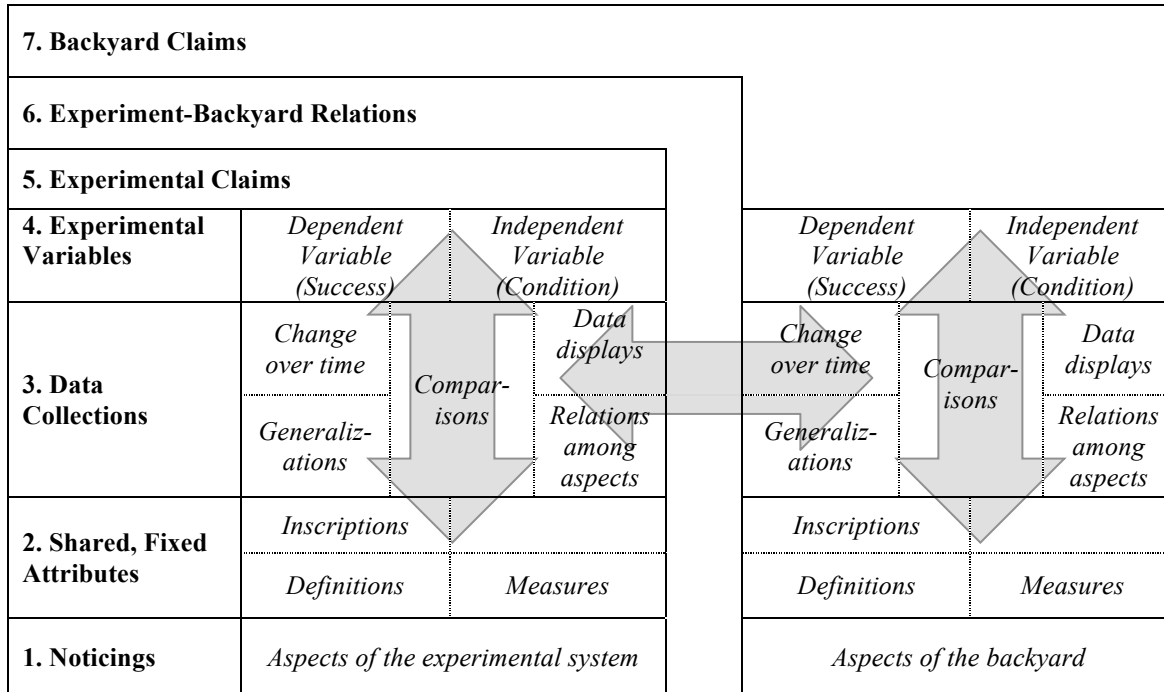 7. Backyard Claims
6. Experiment-Backyard Relations
5. Experimental Claims
4. Experimental
Variables
Dependent
Variable
(Success)
Independent
Variable
(Condition)
Dependent
Variable
(Success)
Independent
Variable
(Condition)
3. Data
Collections
Change
over time
Compar-
isons
Data
displays
Generaliz-
ations
Relations
among
aspects
Change
over time
Compar-
isons
Data
displays
Generaliz-
ations
Relations
among
aspects
2. Shared, Fixed
Attributes
Inscriptions
Definitions
Measures
Inscriptions
Definitions
Measures
1. Noticings
Aspects of the experimental system
Aspects of the backyard